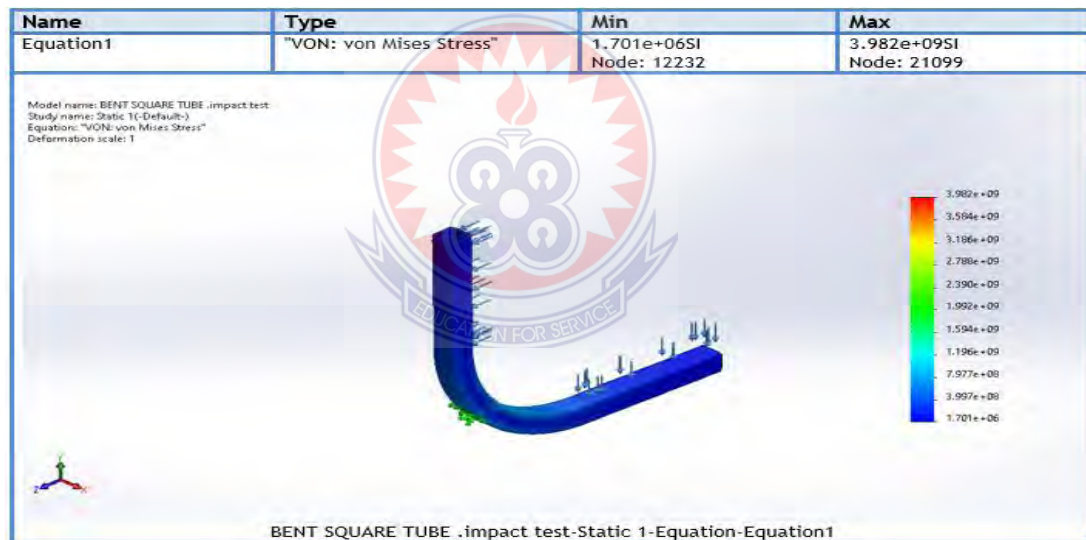 Name Type Min Max
Equation1 "VON: von Mises Stress" 1.701e+06SI 3.982e+09SI
Node: 12232 Node: 21099
Model name: BENT SQUARE TUBE .impact test
Study name: Static 1(-Default-)
Equation: "VON: von Mises Stress"
Deformation scale: 1
3.982e+09
3.584e+09
3.186e+09
2.788e+09
2.390e+09
1.992e+09
1.594e+09
1.196e+09
7.977e+08
3.997e+08
1.701e+06
EDUCATION FOR SERVICE
Y
Z X
BENT SQUARE TUBE .impact test-Static 1-Equation-Equation1